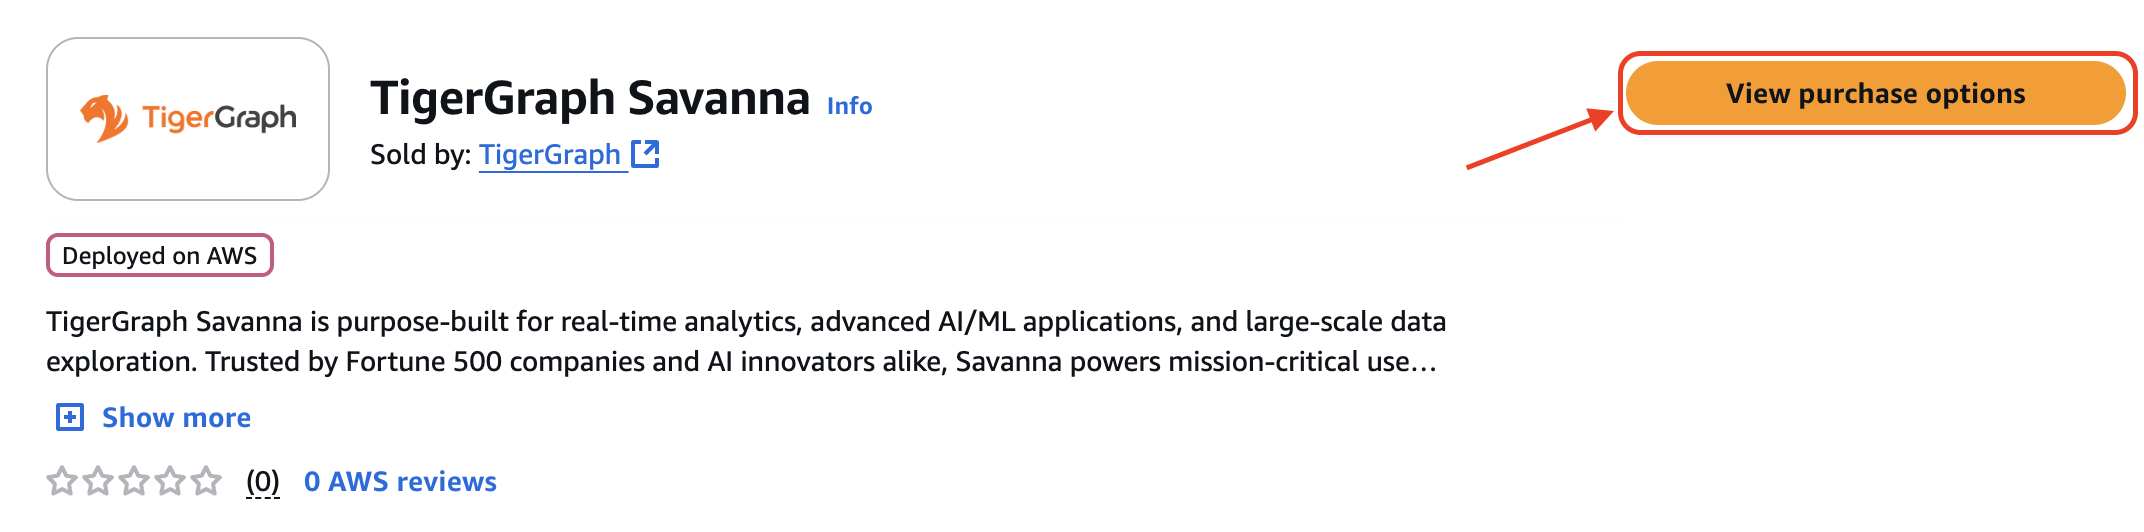 TigerGraph
TigerGraph Savanna Info
Sold by: TigerGraph
View purchase options
Deployed on AWS
TigerGraph Savanna is purpose-built for real-time analytics, advanced AI/ML applications, and large-scale data
exploration. Trusted by Fortune 500 companies and AI innovators alike, Savanna powers mission-critical use…
Show more
(0) 0 AWS reviews